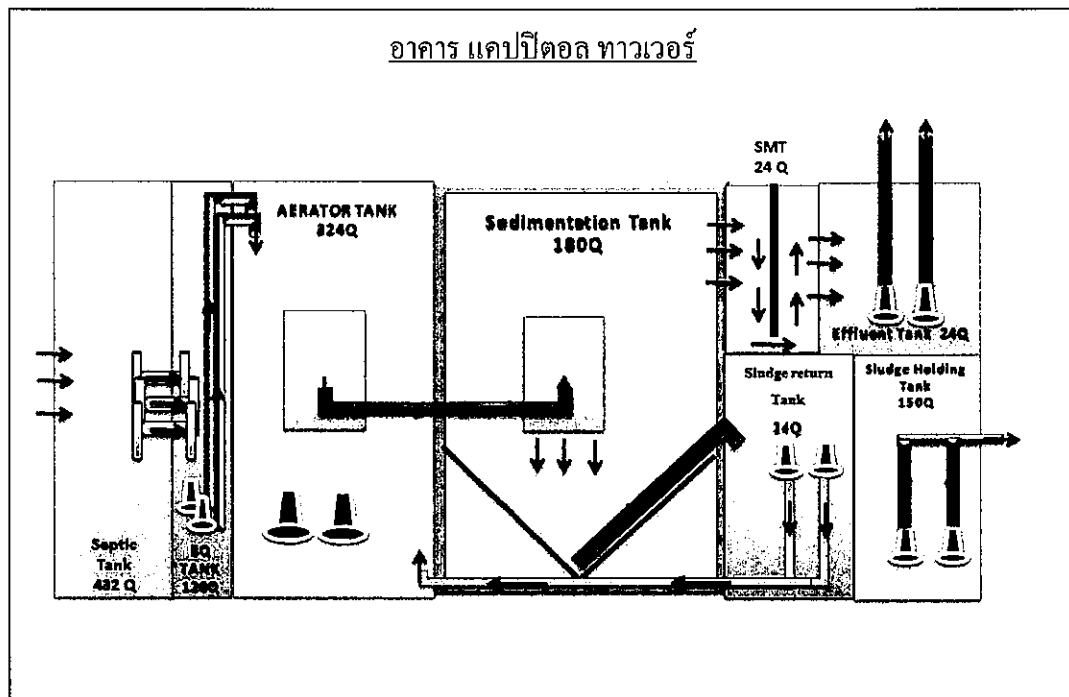 อาคาร แคปปิตอล ทาวเวอร์
SMT
24 Q
AERATOR TANK
324Q
Sedimentation Tank
180Q
Effluent Tank 24Q
Sludge return
Tank
14Q
Sludge Holding
Tank
150Q
Septic
Tank
432 Q
EQ
TANK